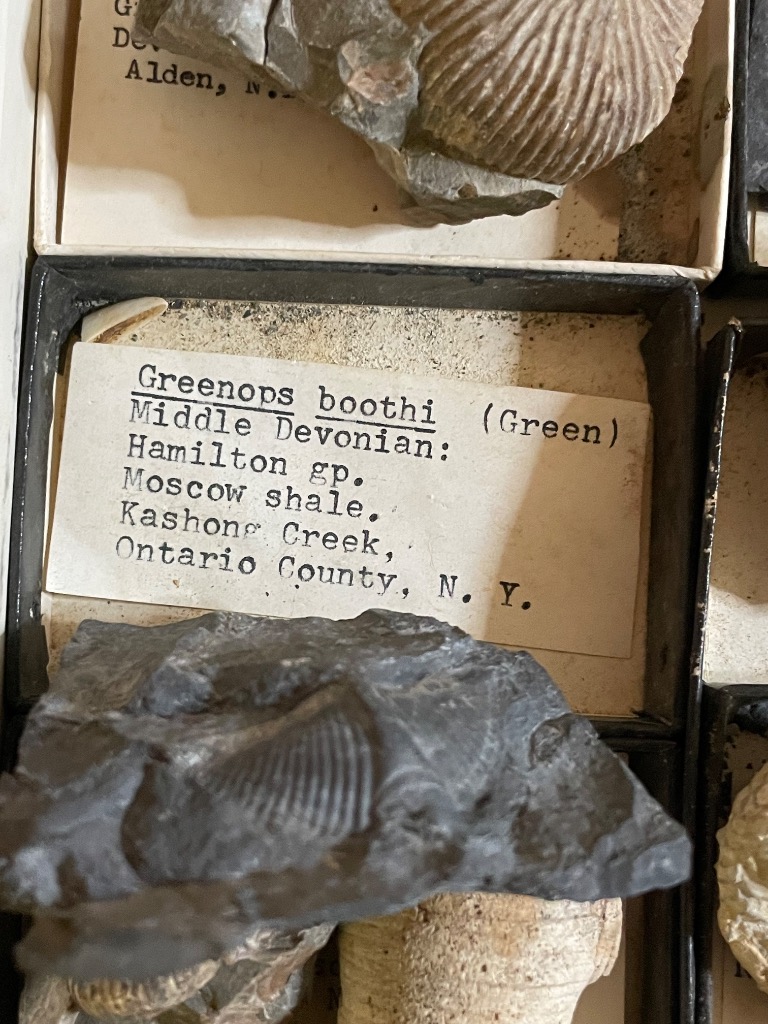 Alden, N.
Greenops boothi (Green)
Middle Devonian:
Hamilton gp.
Moscow shale.
Kashong Creek,
Ontario County, N. Y.